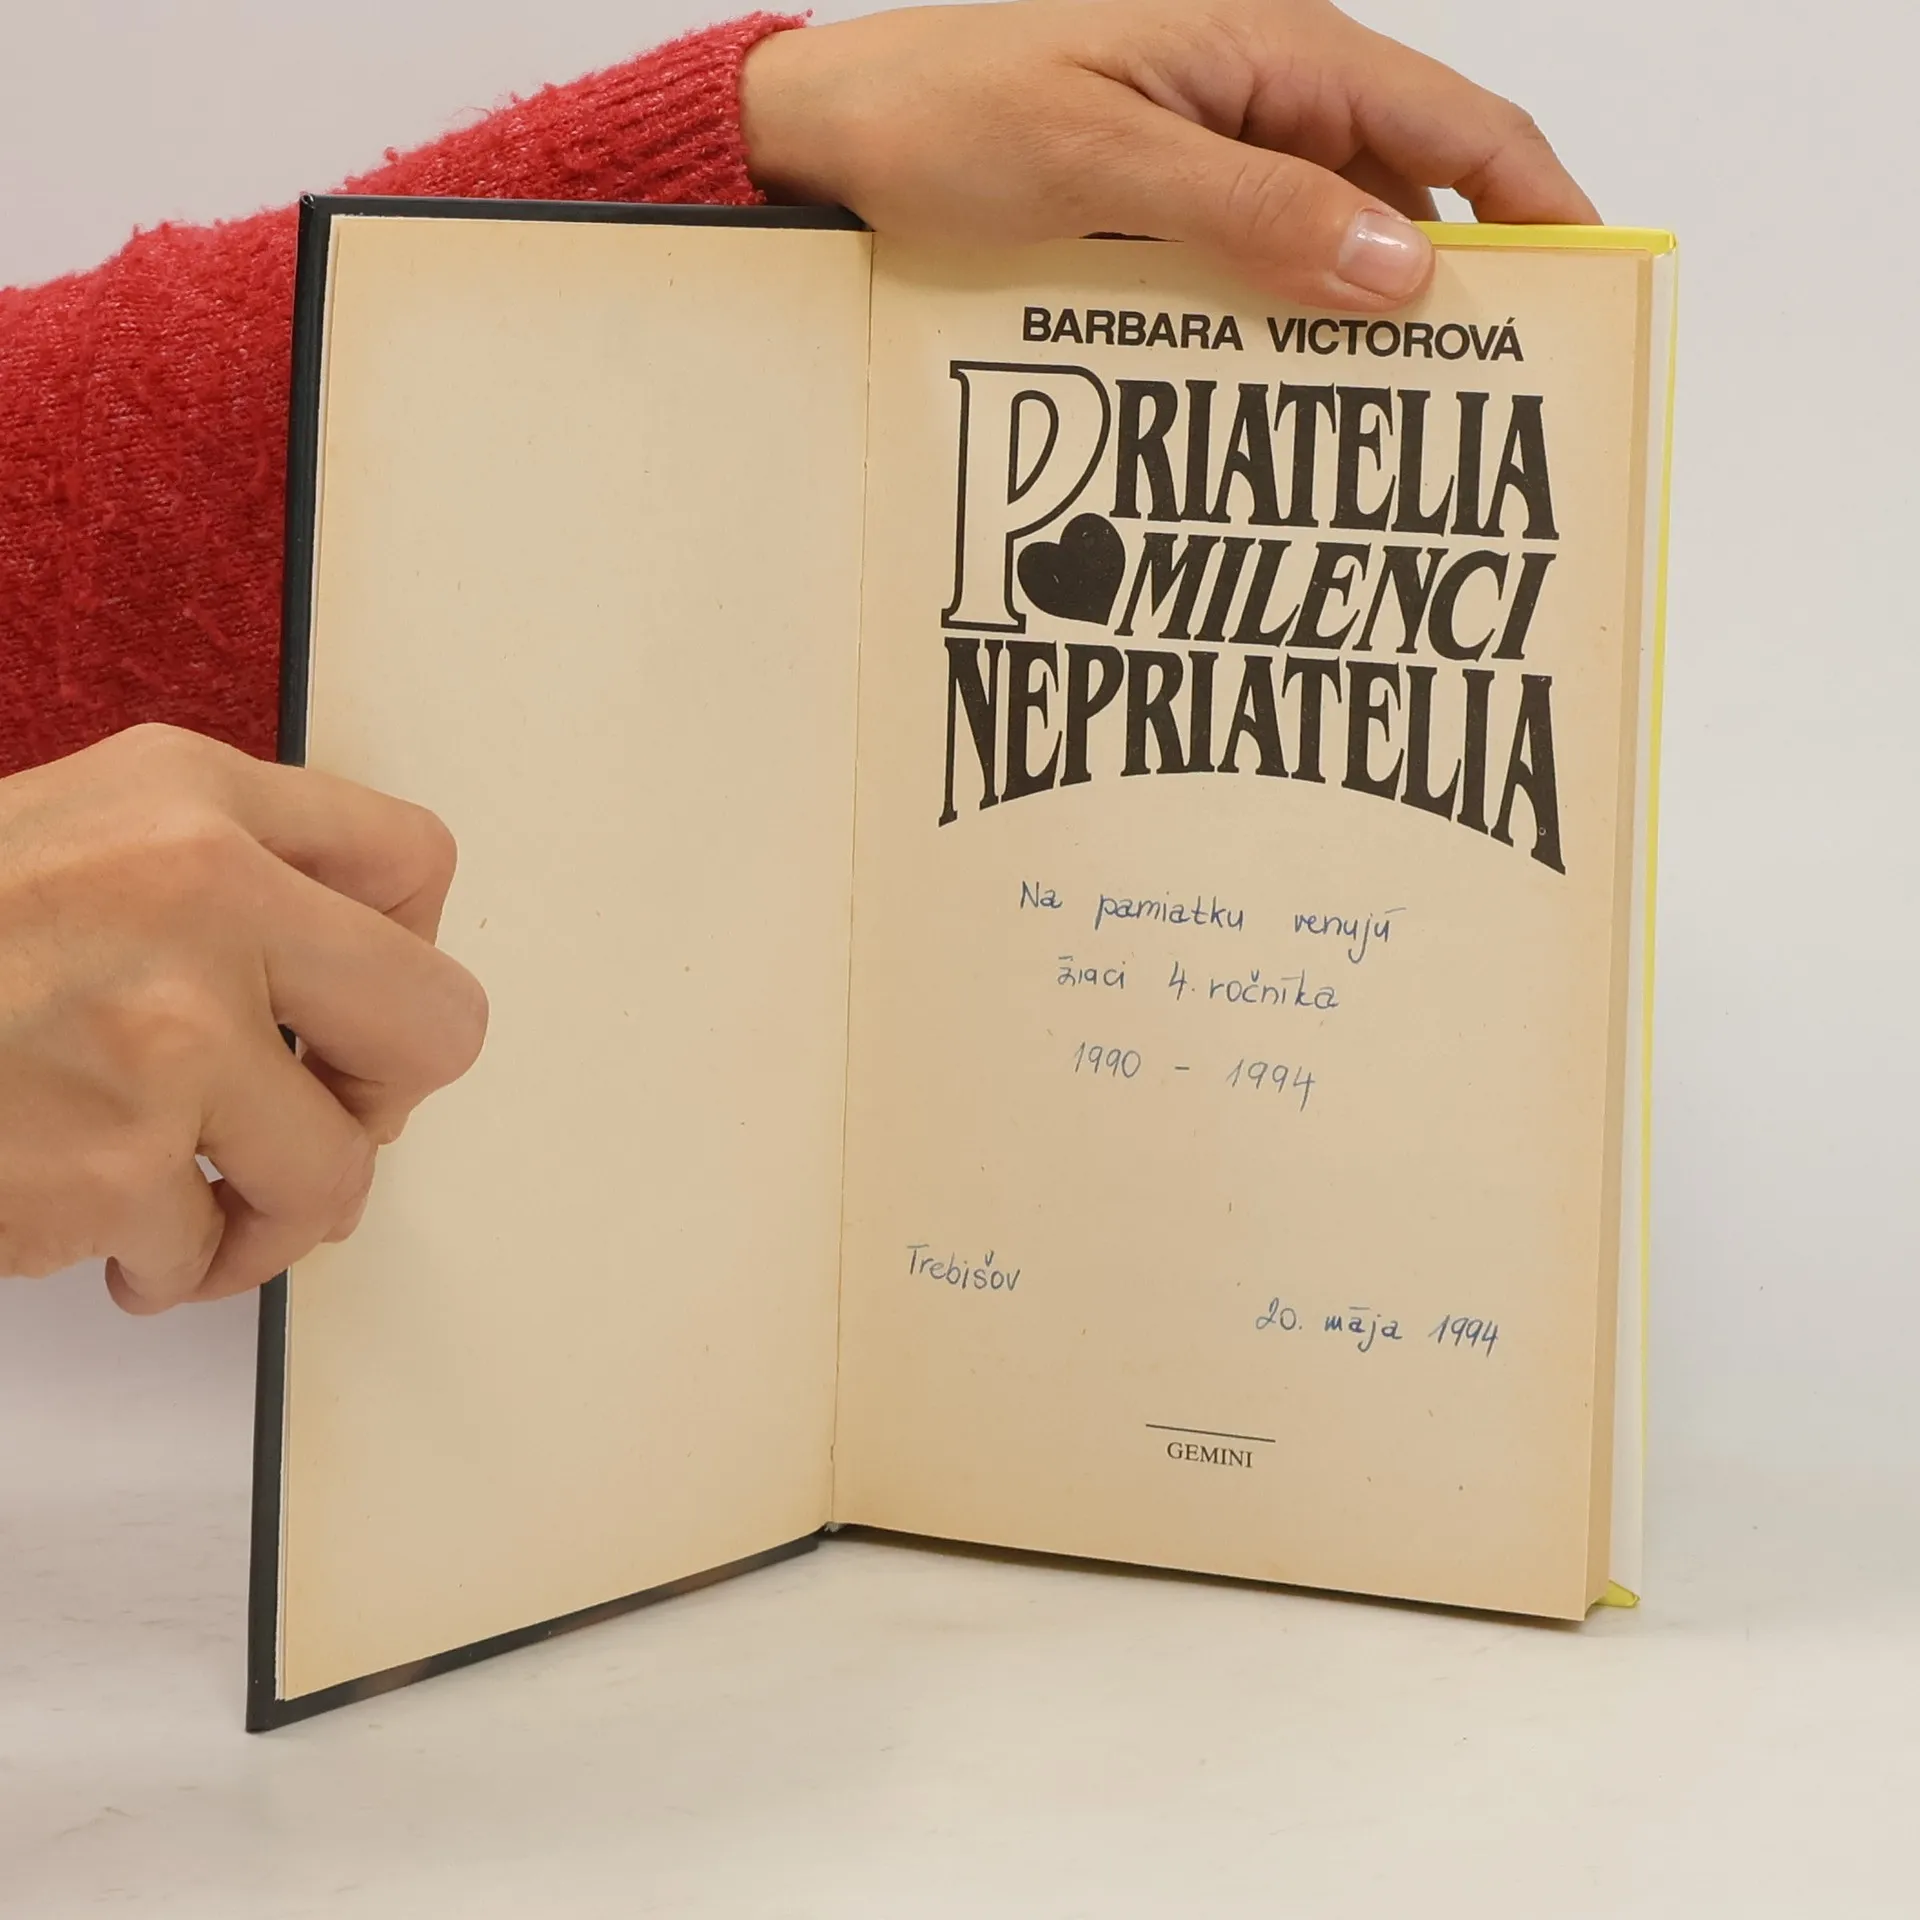 BARBARA VICTOROVÁ
PRIATELIA
MILENCI
NEPRIATELIA
Na pamiatku venujú
žiaci 4. ročníka
1990 - 1994
Trebišov
20. mája 1994
GEMINI